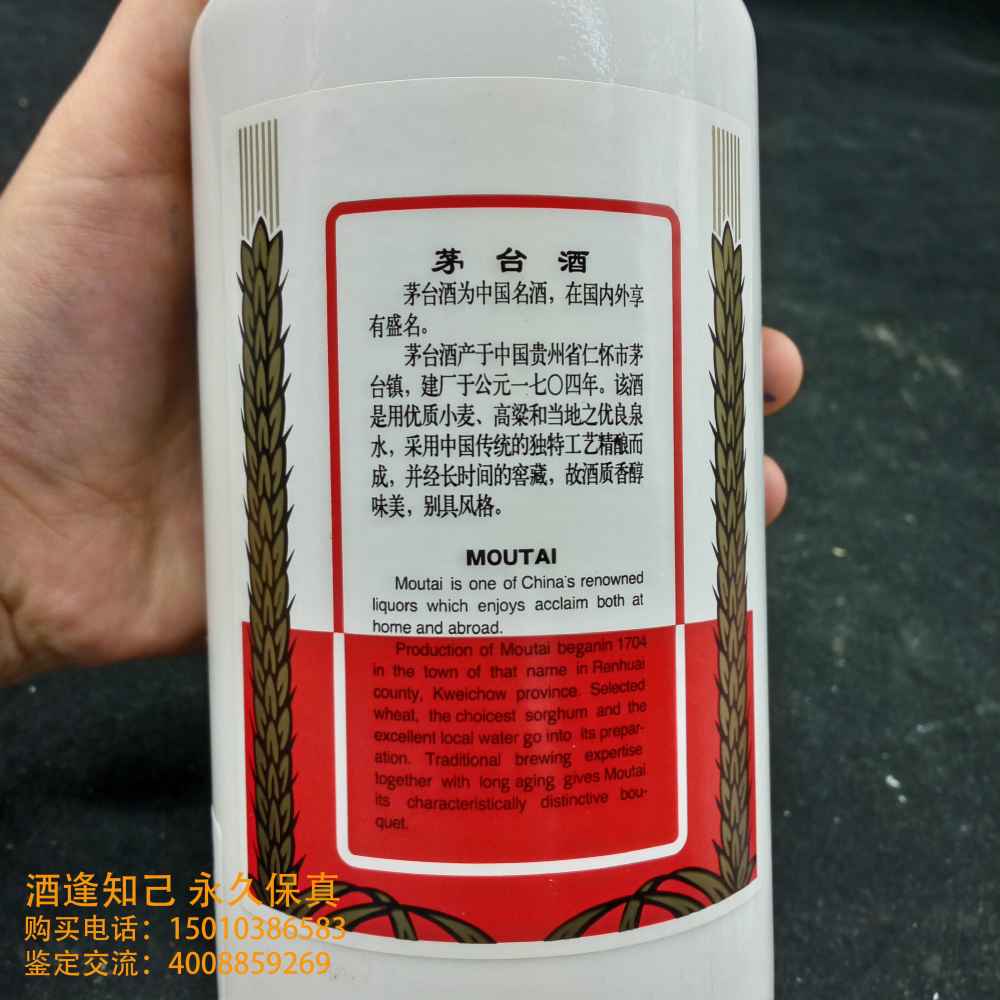 茅台酒
茅台酒为中国名酒，在国内外享
有盛名。
茅台酒产于中国贵州省仁怀市茅
台镇，建厂于公元一七〇四年。该酒
是用优质小麦、高粱和当地之优良泉
水，采用中国传统的独特工艺精酿而
成，并经长时间的窖藏，故酒质香醇
味美，别具风格。
MOUTAI
Moutai is one of China's renowned
liquors which enjoys acclaim both at
home and abroad.
Production of Moutai beganin 1704
in the town of that name in Renhuai
county, Kweichow province. Selected
wheat, the choicest sorghum and the
excellent local water go into its prepar-
ation. Traditional brewing expertise
together with long aging gives Moutai
its characteristically distinctive bou-
quet.
酒逢知己 永久保真
购买电话：15010386583
鉴定交流：4008859269